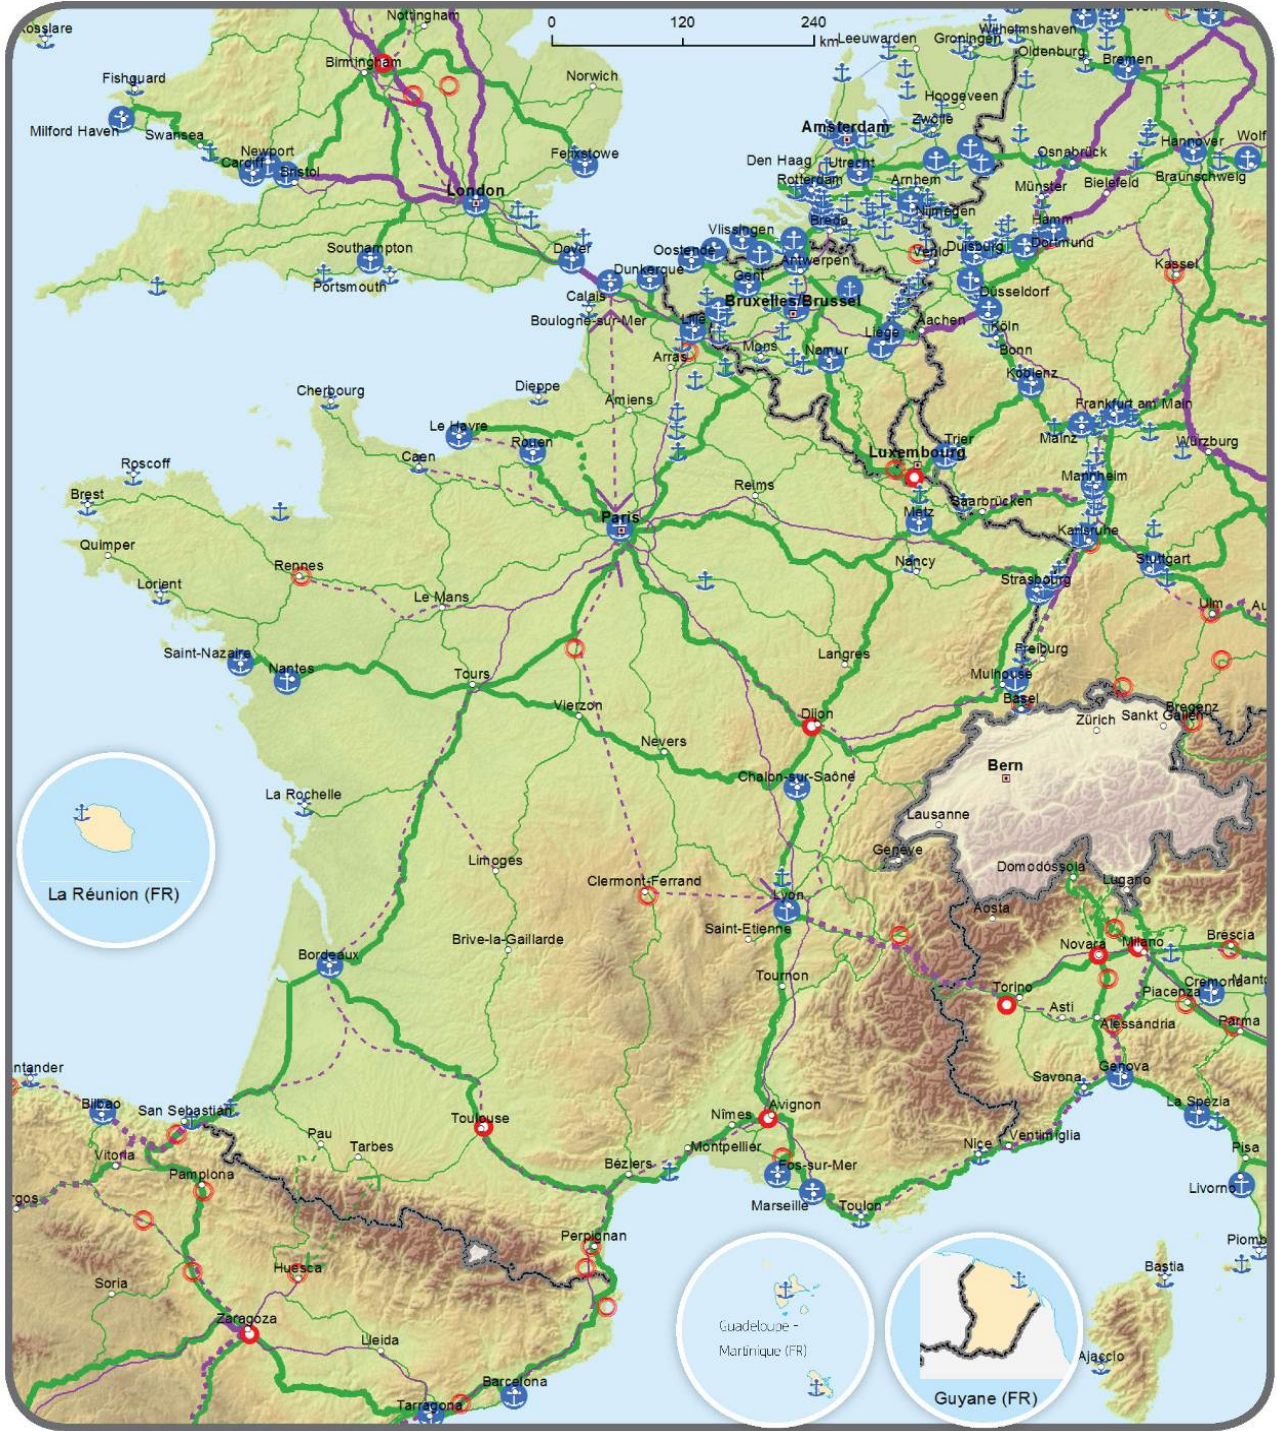 Nottingham
0 120 240
km
Leeuwarden
Groningen
Wilhelmshaven
Oldenburg
Bremen
Rosslare
Birmingham
Fishguard
Norwich
Hoogeveen
Milford Haven
Swansea
Amsterdam
Zwolle
Hannover
Wolf
Newport
Cardiff
Bristol
Felixstowe
Den Haag
Utrecht
Osnabrück
Braunschweig
London
Rotterdam
Arnhem
Münster
Bielefeld
Nijmegen
Breda
Hamm
Southampton
Dover
Vlissingen
Oostende
Duisburg
Dortmund
Venlo
Antwerpen
Kassel
Dunkerque
Gent
Portsmouth
Calais
Bruxelles/Brussel
Düsseldorf
Boulogne-sur-Mer
Lille
Liège
Aachen
Köln
Arras
Mons
Namur
Bonn
Koblenz
Cherbourg
Dieppe
Amiens
Frankfurt am Main
Le Havre
Rouen
Mainz
Würzburg
Caen
Luxembourg
Trier
Roscoff
Mannheim
Brest
Reims
Saarbrücken
Metz
Paris
Karlsruhe
Quimper
Rennes
Nancy
Stuttgart
Lorient
Le Mans
Strasbourg
Ulm
Au
Saint-Nazaire
Nantes
Tours
Langres
Freiburg
Mulhouse
Basel
Vierzon
Dijon
Zürich
Sankt Gallen
Bregenz
Nevers
Bern
Chalon-sur-Saône
La Rochelle
Lausanne
Genève
Limoges
Domodóssola
Lugano
Clermont-Ferrand
La Réunion (FR)
Lyon
Aosta
Saint-Etienne
Brive-la-Gaillarde
Novara
Milano
Brescia
Bordeaux
Tournon
Torino
Cremona
Mant
Piacenza
Asti
Alessandria
Parma
ntander
Savona
Genova
Bilbao
San Sebastián
Toulouse
Nîmes
Avignon
La Spezia
Pau
Tarbes
Montpellier
Nice
Ventimiglia
Pisa
Vitoria
Béziers
Fos-sur-Mer
Pamplona
Livorno
rgos
Marseille
Toulon
Perpignan
Piomb
Huesca
Bastia
Soria
Zaragoza
Guadeloupe -
Martinique (FR)
Lleida
Ajaccio
Barcelona
Guyane (FR)
Tarragona